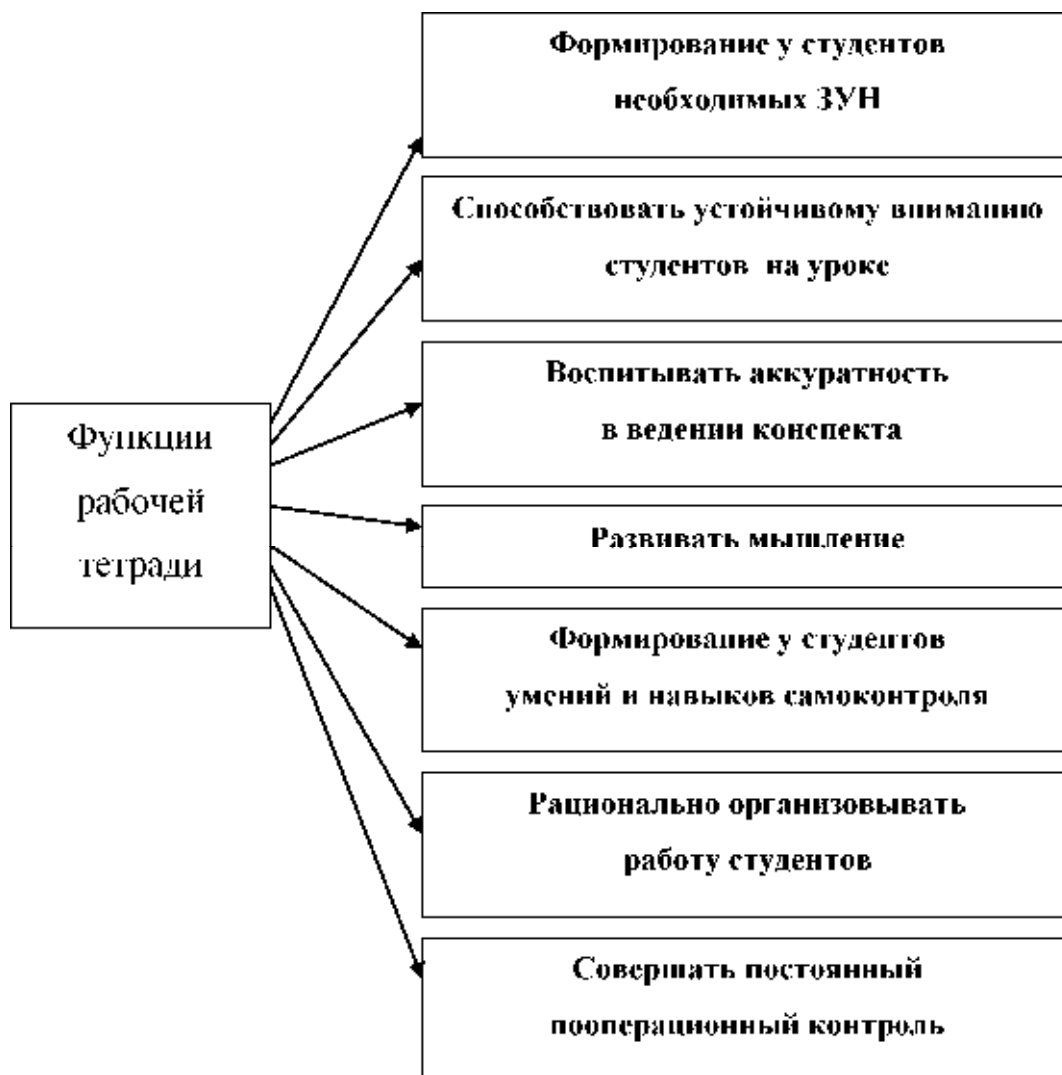 Формирование у студентов
необходимых ЗУН
Способствовать устойчивому вниманию
студентов на уроке
Воспитывать аккуратность
в ведении конспекта
Функции
рабочей
тетради
Развивать мышление
Формирование у студентов
умений и навыков самоконтроля
Рационально организовывать
работу студентов
Совершать постоянный
пооперационный контроль